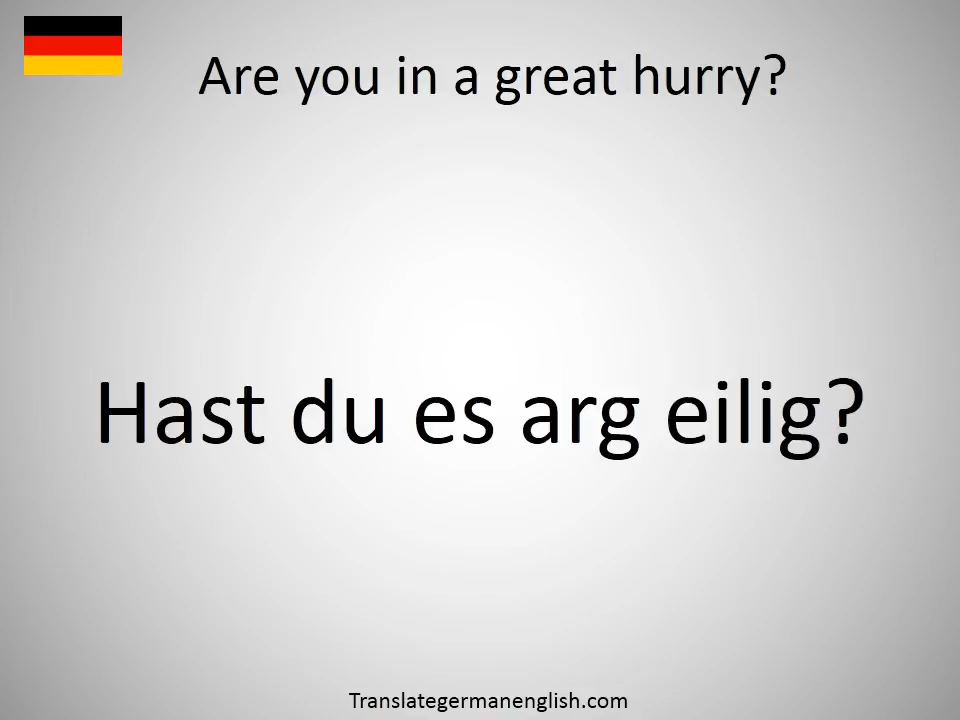 Are you in a great hurry?
Hast du es arg eilig?
Translategermanenglish.com